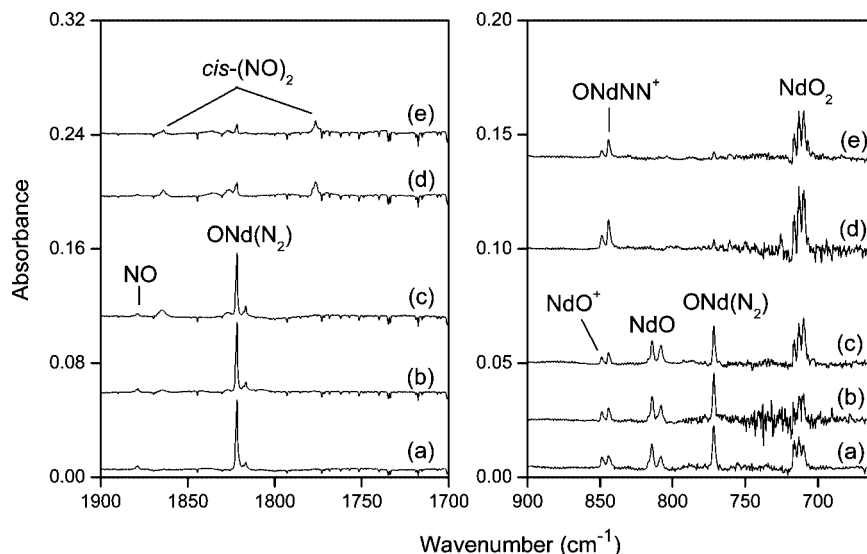 0.32
0.24
0.16
0.08
0.00
Absorbance
cis-(NO)₂
(e)
(d)
ONd(N₂)
NO
(c)
(b)
(a)
1900 1850 1800 1750 1700
0.20
0.15
0.10
0.05
0.00
ONdNN⁺
NdO₂
(e)
(d)
NdO⁺
NdO
ONd(N₂)
(c)
(b)
(a)
900 850 800 750 700
Wavenumber (cm⁻¹)